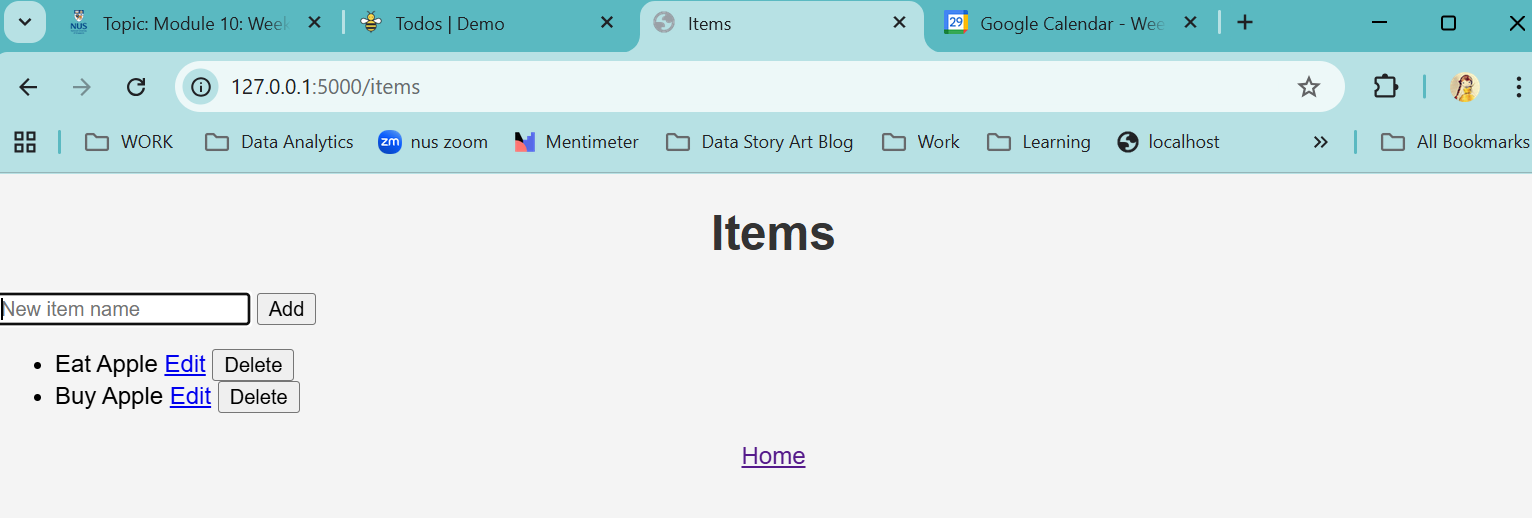 NUS
Topic: Module 10: Week
Todos | Demo
Items
29
Google Calendar - Wee
127.0.0.1:5000/items
WORK
Data Analytics
zm
nus zoom
Mentimeter
Data Story Art Blog
Work
Learning
localhost
All Bookmarks
Items
New item name Add
Eat Apple Edit Delete
Buy Apple Edit Delete
Home